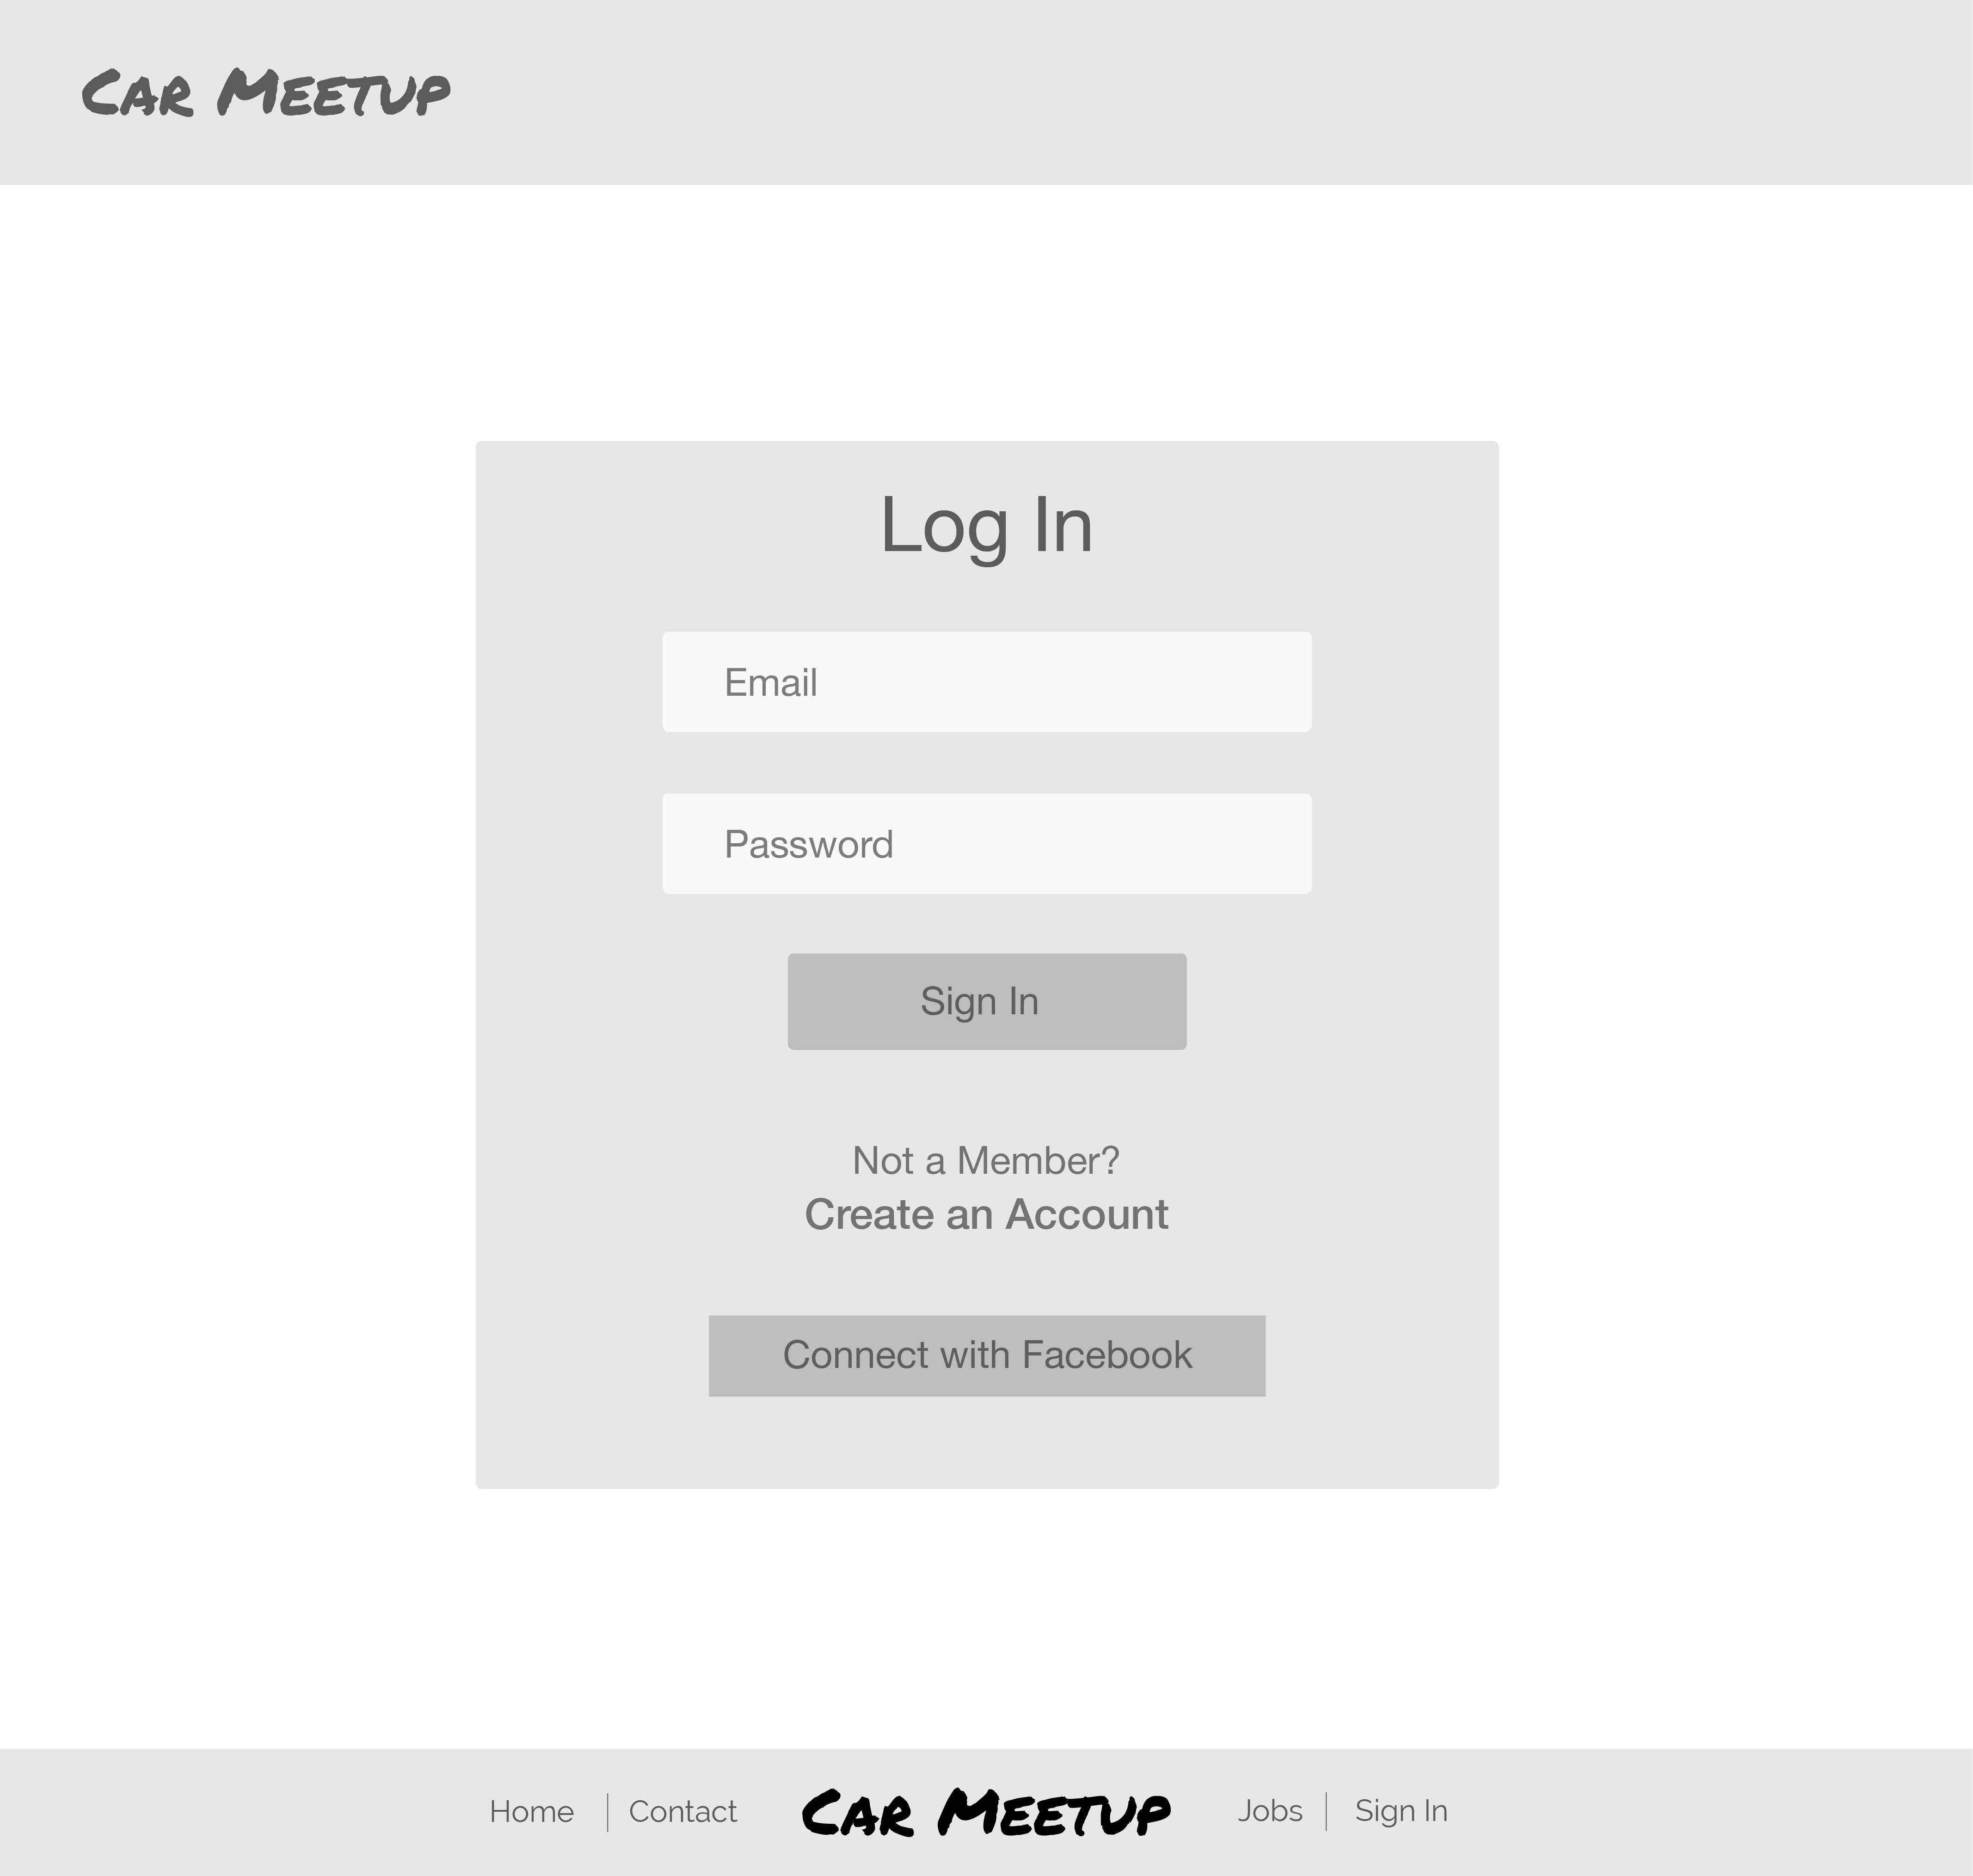 Car Meetup
Log In
Email
Password
Sign In
Not a Member?
Create an Account
Connect with Facebook
Home | Contact Car Meetup Jobs | Sign In